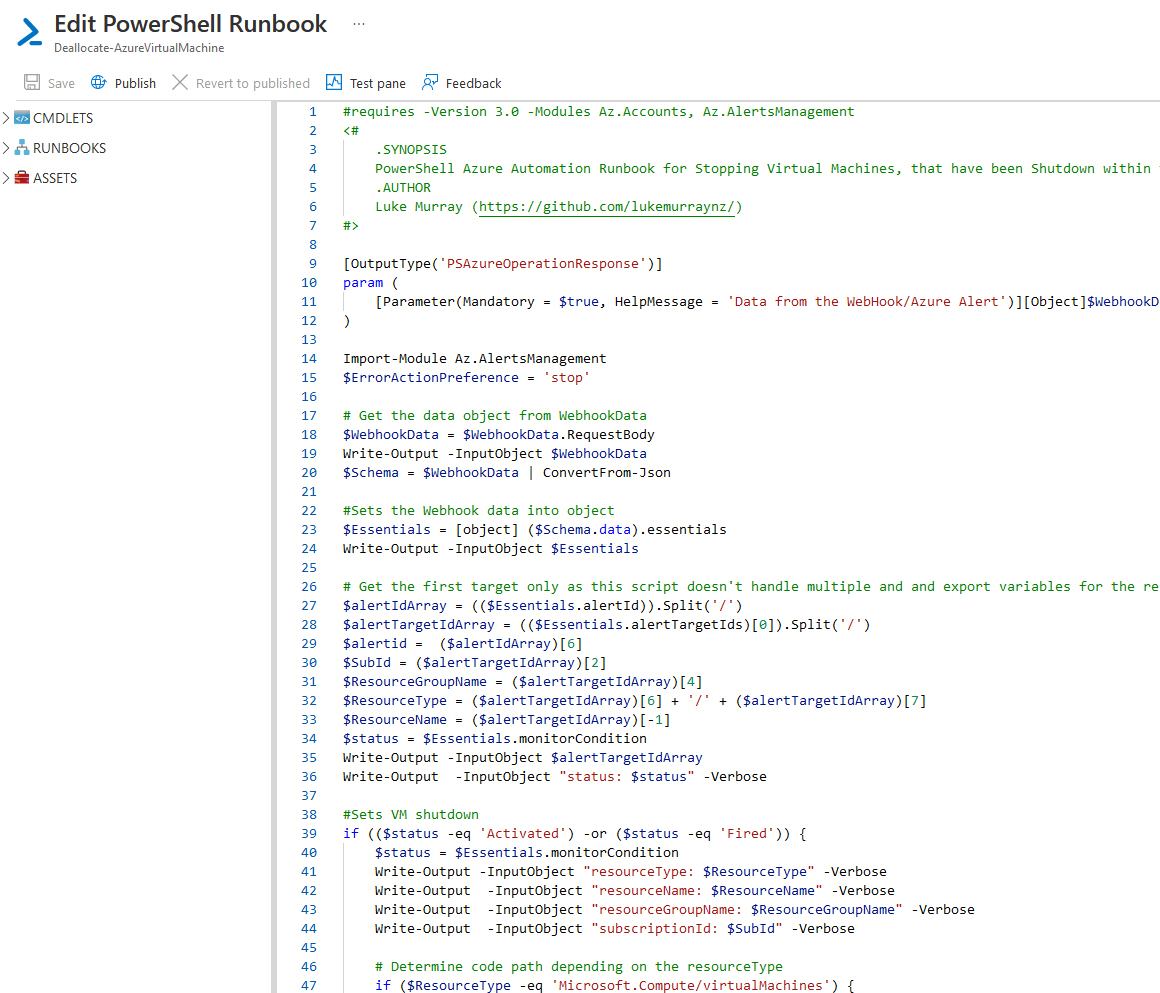 Edit PowerShell Runbook ...
Deallocate-AzureVirtualMachine
Save Publish Revert to published Test pane Feedback
CMDLETS
RUNBOOKS
ASSETS
1 #requires -Version 3.0 -Modules Az.Accounts, Az.AlertsManagement
2 <#
3 .SYNOPSIS
4 PowerShell Azure Automation Runbook for Stopping Virtual Machines, that have been Shutdown within
5 .AUTHOR
6 Luke Murray (https://github.com/lukemurraynz/)
7 #>
8
9 [OutputType('PSAzureOperationResponse')]
10 param (
11 [Parameter(Mandatory = $true, HelpMessage = 'Data from the WebHook/Azure Alert')][Object]$WebhookD
12 )
13
14 Import-Module Az.AlertsManagement
15 $ErrorActionPreference = 'stop'
16
17 # Get the data object from WebhookData
18 $WebhookData = $WebhookData.RequestBody
19 Write-Output -InputObject $WebhookData
20 $Schema = $WebhookData | ConvertFrom-Json
21
22 #Sets the Webhook data into object
23 $Essentials = [object] ($Schema.data).essentials
24 Write-Output -InputObject $Essentials
25
26 # Get the first target only as this script doesn't handle multiple and and export variables for the re
27 $alertIdArray = (($Essentials.alertId)).Split('/')
28 $alertTargetIdArray = (($Essentials.alertTargetIds)[0]).Split('/')
29 $alertid =  ($alertIdArray)[6]
30 $SubId = ($alertTargetIdArray)[2]
31 $ResourceGroupName = ($alertTargetIdArray)[4]
32 $ResourceType = ($alertTargetIdArray)[6] + '/' + ($alertTargetIdArray)[7]
33 $ResourceName = ($alertTargetIdArray)[-1]
34 $status = $Essentials.monitorCondition
35 Write-Output -InputObject $alertTargetIdArray
36 Write-Output  -InputObject "status: $status" -Verbose
37
38 #Sets VM shutdown
39 if (($status -eq 'Activated') -or ($status -eq 'Fired')) {
40 $status = $Essentials.monitorCondition
41 Write-Output -InputObject "resourceType: $ResourceType" -Verbose
42 Write-Output  -InputObject "resourceName: $ResourceName" -Verbose
43 Write-Output  -InputObject "resourceGroupName: $ResourceGroupName" -Verbose
44 Write-Output  -InputObject "subscriptionId: $SubId" -Verbose
45
46 # Determine code path depending on the resourceType
47 if ($ResourceType -eq 'Microsoft.Compute/virtualMachines') {